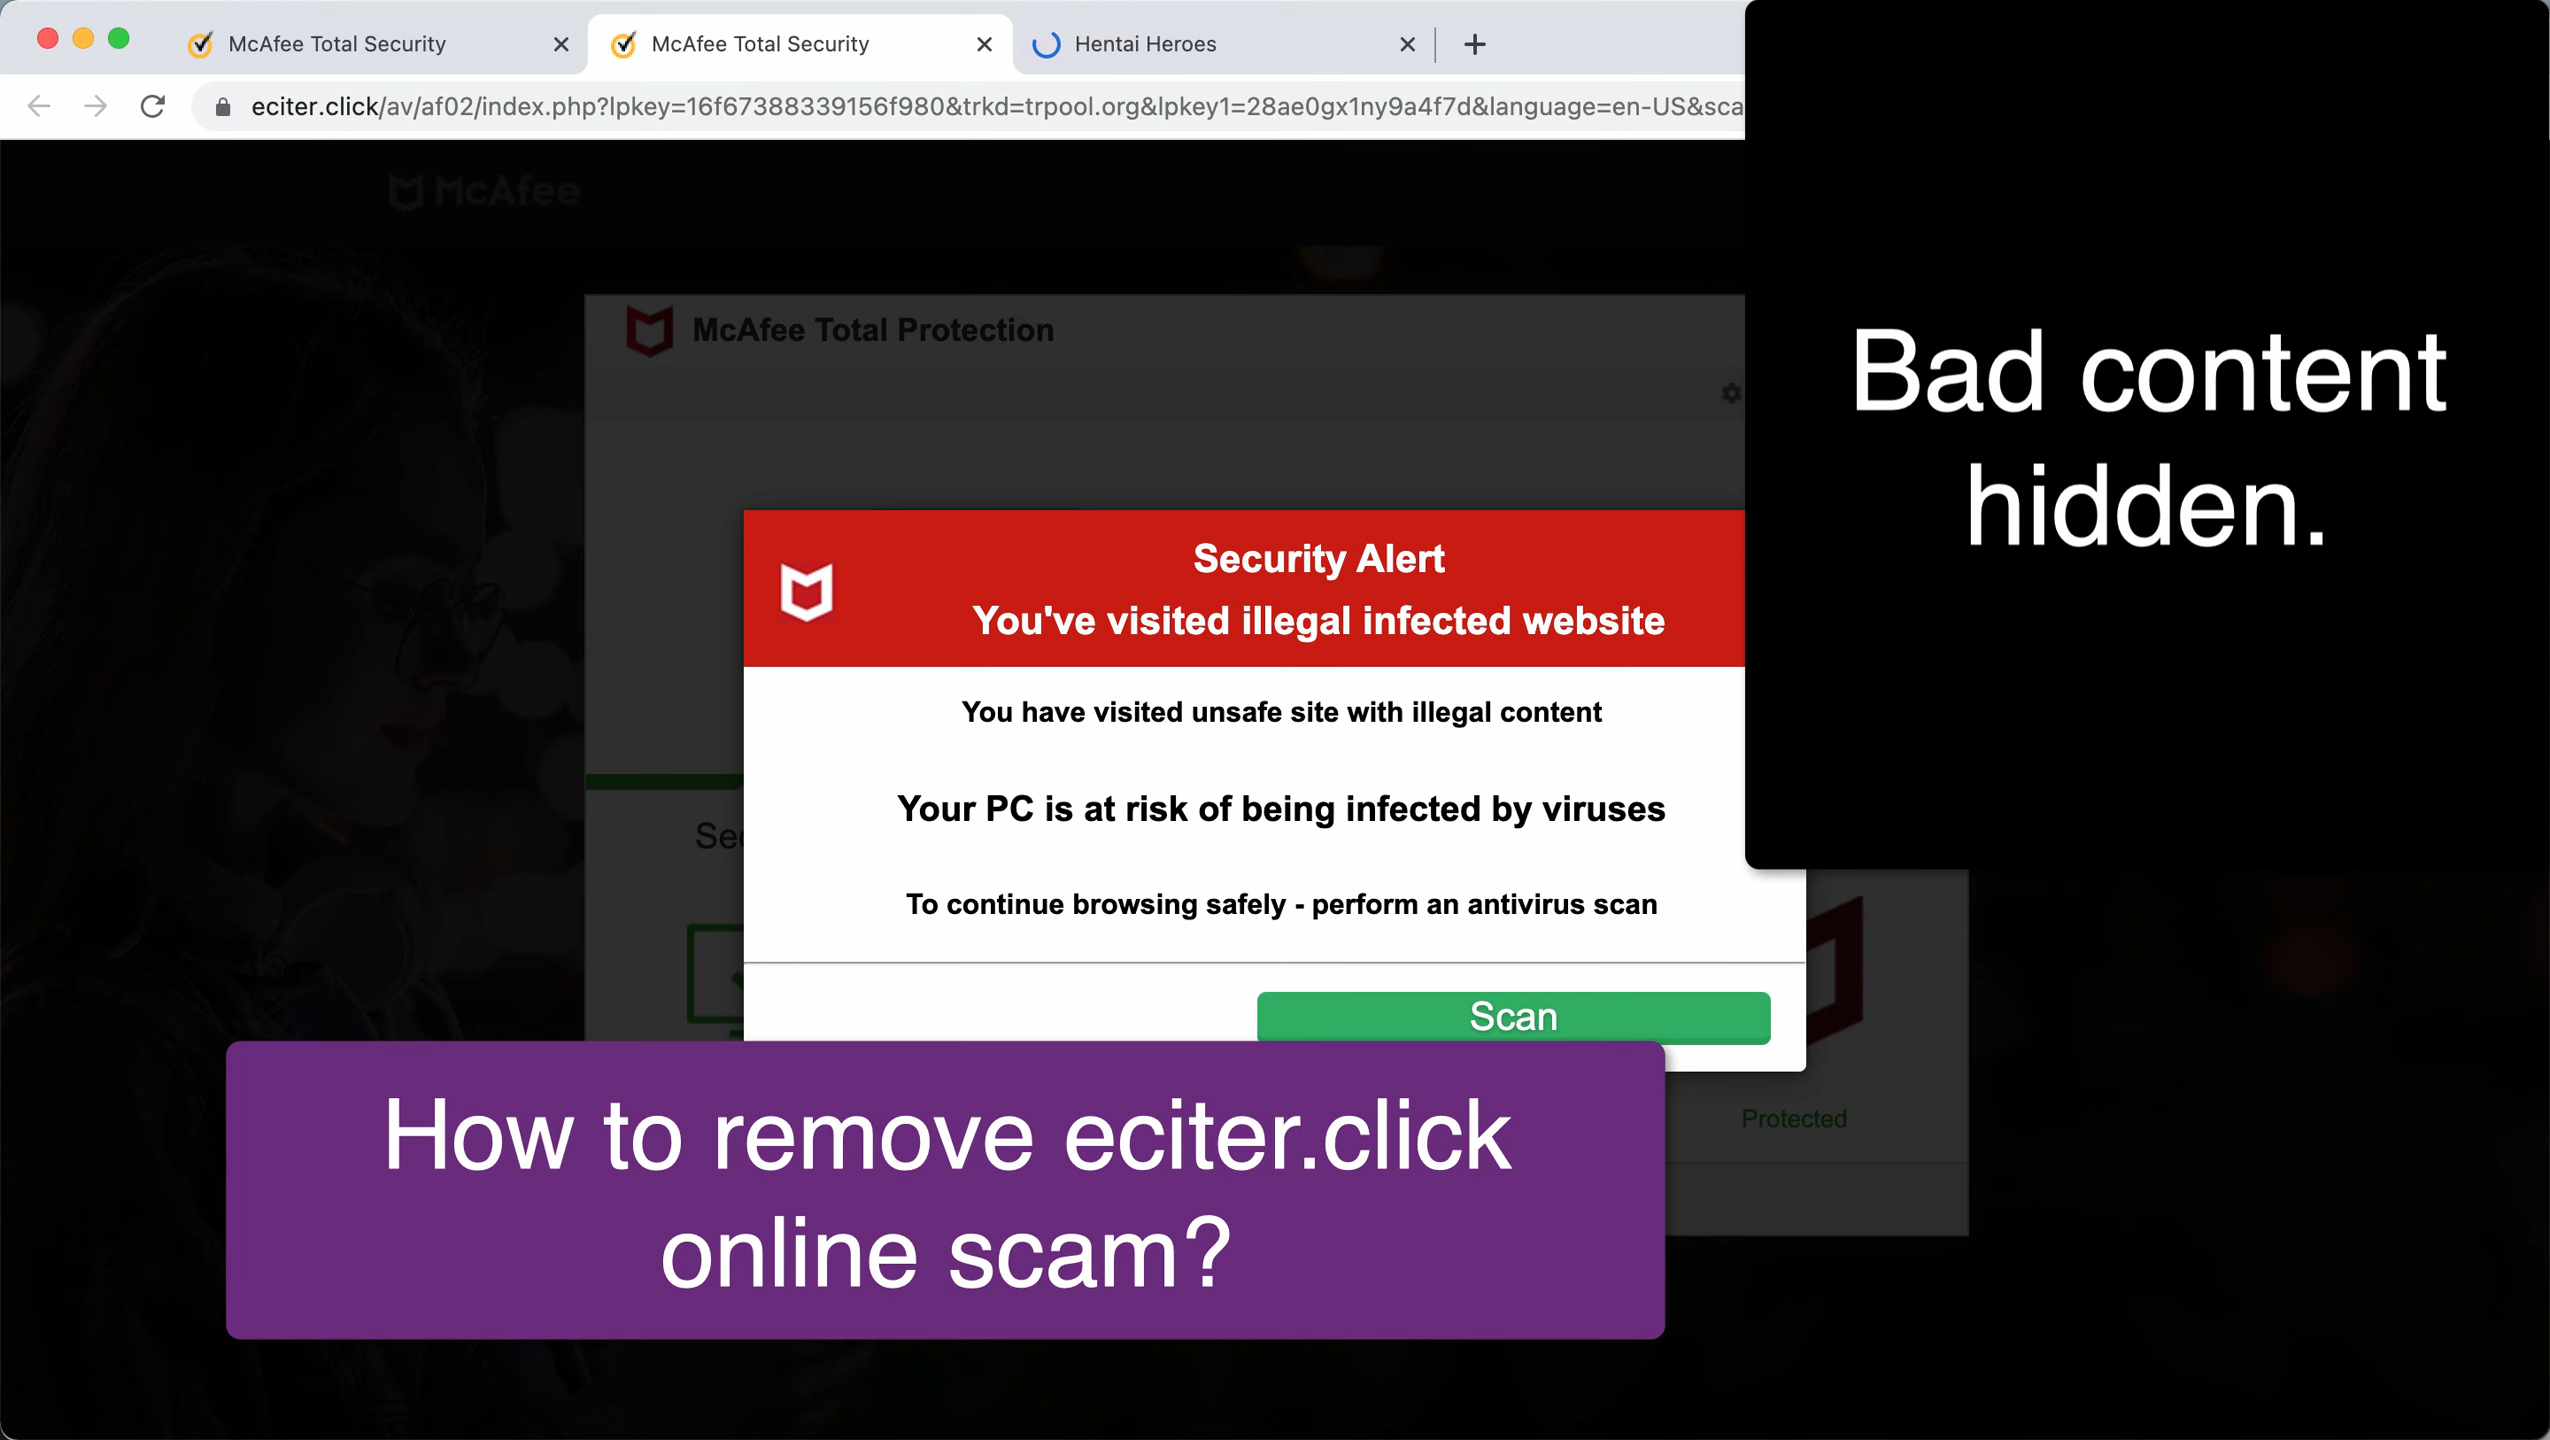 McAfee Total Security
McAfee Total Security
Hentai Heroes
eciter.click/av/af02/index.php?lpkey=16f67388339156f980&trkd=trpool.org&lpkey1=28ae0gx1ny9a4f7d&language=en-US&sca
McAfee
McAfee Total Protection
Bad content
hidden.
Security Alert
You've visited illegal infected website
You have visited unsafe site with illegal content
Your PC is at risk of being infected by viruses
Se
To continue browsing safely - perform an antivirus scan
Scan
How to remove eciter.click
online scam?
Protected